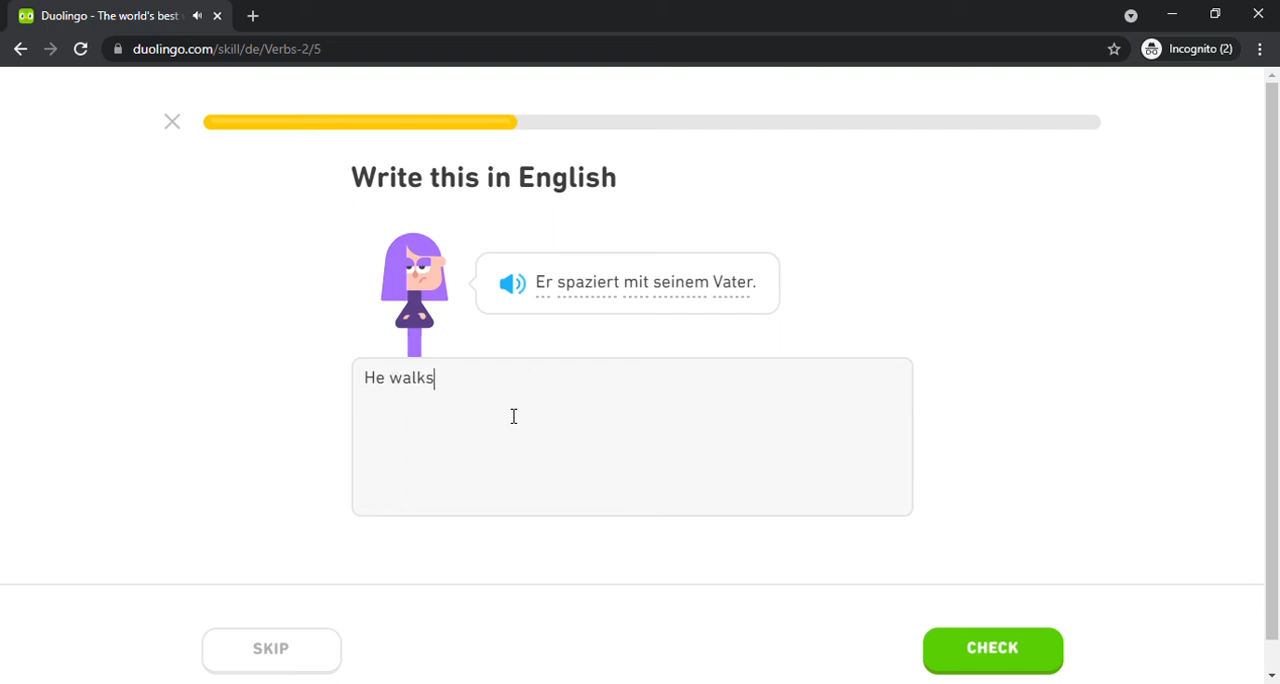 Duolingo - The world's best
duolingo.com/skill/de/Verbs-2/5
Incognito (2)
Write this in English
Er spaziert mit seinem Vater.
He walks
SKIP
CHECK